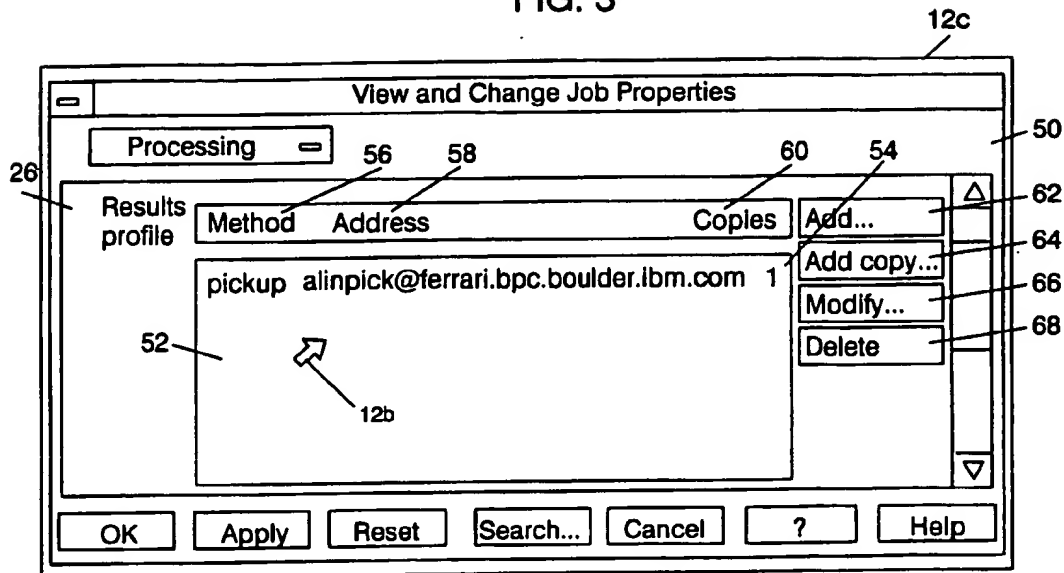 FIG. 3
12c
View and Change Job Properties
Processing
50
56 58 60 54
26
Results profile
Method Address Copies
Add... 62
Add copy... 64
Modify... 66
Delete 68
pickup alinpick@ferrari.bpc.boulder.ibm.com 1
52
12b
OK Apply Reset Search... Cancel ? Help